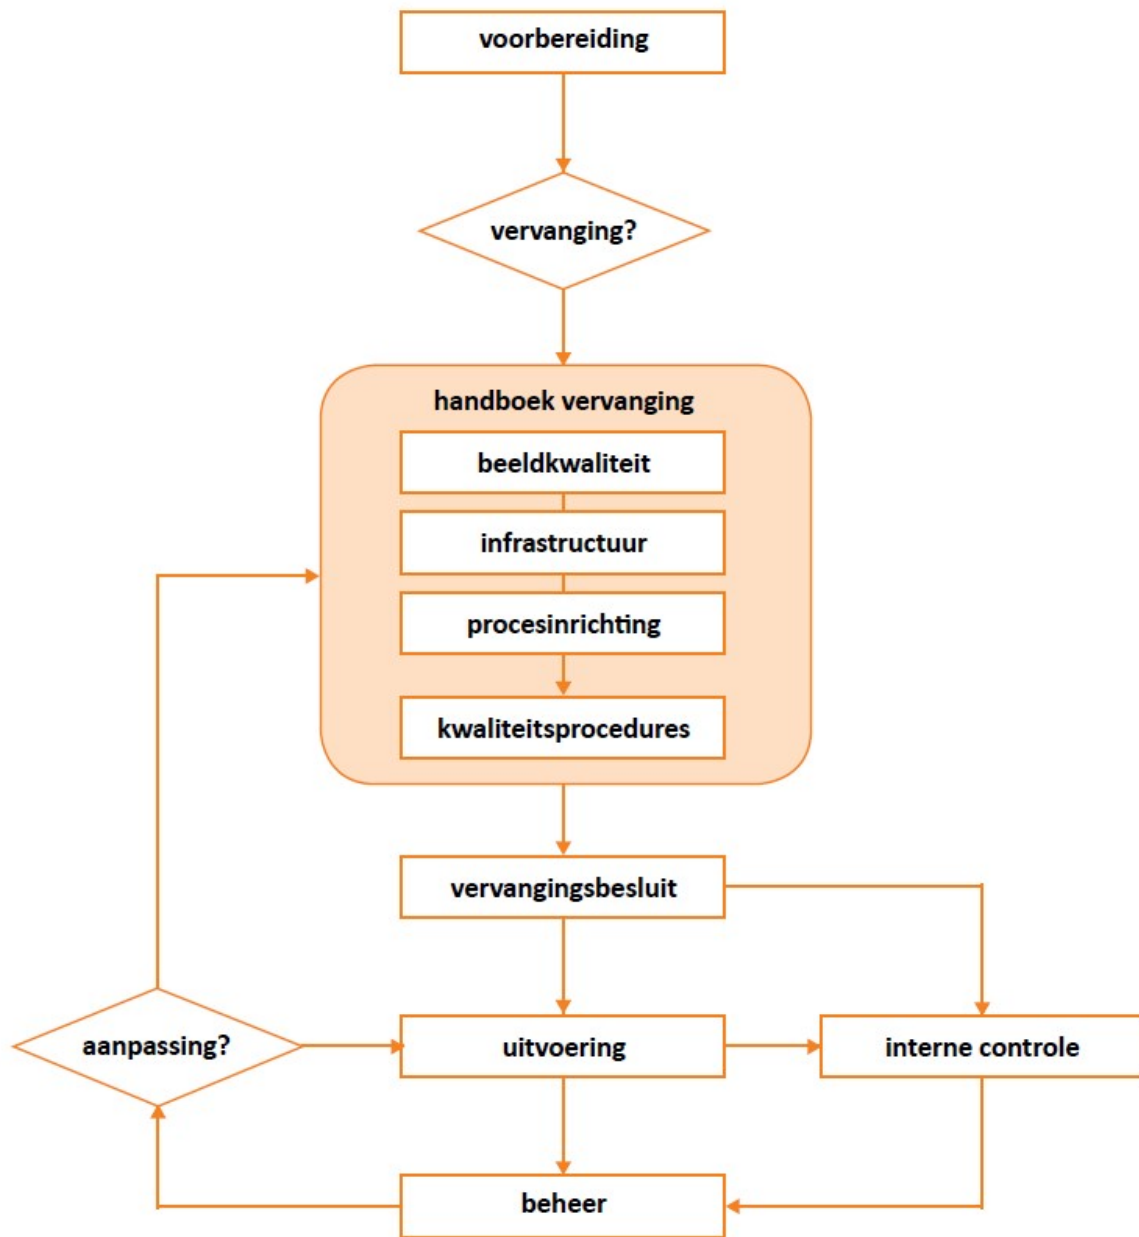 voorbereiding
vervanging?
handboek vervanging
beeldkwaliteit
infrastructuur
procesinrichting
kwaliteitsprocedures
vervangingsbesluit
aanpassing?
uitvoering
interne controle
beheer